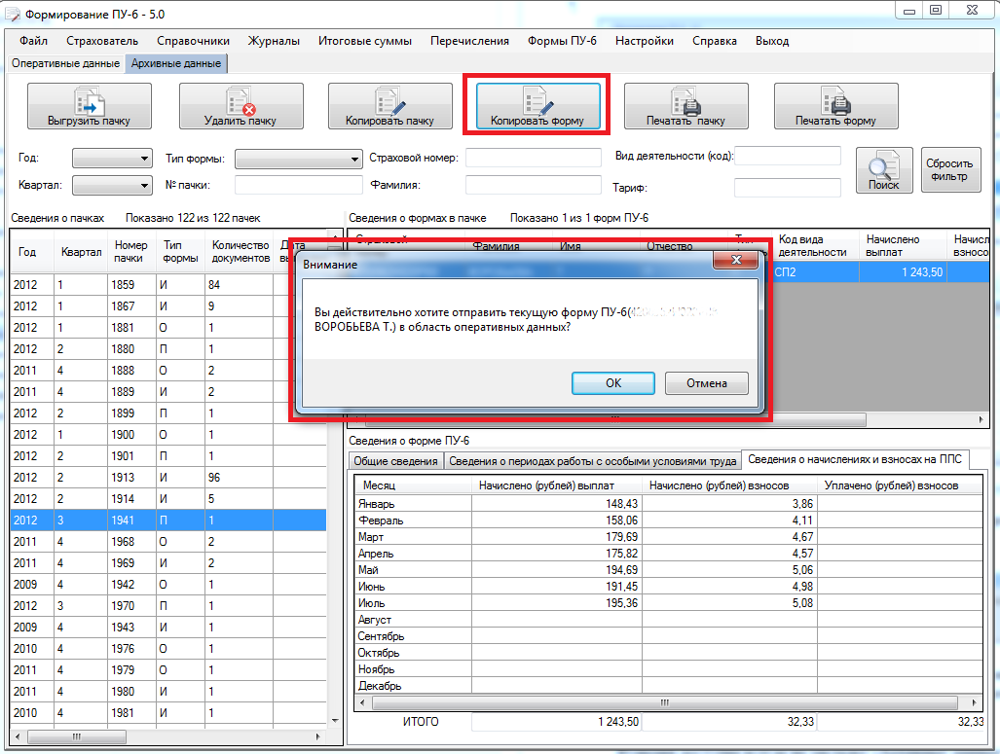 Формирование ПУ-6 - 5.0
Файл Страхователь Справочники Журналы Итоговые суммы Перечисления Формы ПУ-6 Настройки Справка Выход
Оперативные данные Архивные данные
Выгрузить пачку Удалить пачку Копировать пачку Копировать форму Печатать пачку Печатать форму
Год: Тип формы: Страховой номер: Вид деятельности (код):
Квартал: № пачки: Фамилия: Тариф:
Поиск
Сбросить
фильтр
Сведения о пачках Показано 122 из 122 пачек
Год Квартал Номер пачки Тип формы Количество документов Дата
2012 1 1859 И 84
2012 1 1867 И 9
2012 1 1881 О 1
2012 2 1880 П 1
2011 4 1888 О 2
2011 4 1889 И 2
2012 2 1899 П 1
2012 1 1900 О 1
2012 2 1901 П 1
2012 2 1913 И 96
2012 2 1914 И 5
2012 3 1941 П 1
2011 4 1968 О 2
2011 4 1969 И 2
2009 4 1942 О 1
2012 3 1970 П 1
2009 4 1943 И 1
2010 4 1976 О 1
2011 4 1979 О 1
2011 4 1980 И 1
2010 4 1981 И 1
Сведения о формах в пачке Показано 1 из 1 форм ПУ-6
Страховой Фамилия Имя Отчество Тип Код вида деятельности Начислено выплат Начисл взносо
СП2 1 243,50
Внимание
Вы действительно хотите отправить текущую форму ПУ-6(
ВОРОБЬЕВА Т.) в область оперативных данных?
OK Отмена
Сведения о форме ПУ-6
Общие сведения Сведения о периодах работы с особыми условиями труда Сведения о начислениях и взносах на ППС
Месяц Начислено (рублей) выплат Начислено (рублей) взносов Уплачено (рублей) взносов
Январь 148,43 3,86
Февраль 158,06 4,11
Март 179,69 4,67
Апрель 175,82 4,57
Май 194,69 5,06
Июнь 191,45 4,98
Июль 195,36 5,08
Август
Сентябрь
Октябрь
Ноябрь
Декабрь
ИТОГО 1 243,50 32,33 32,33